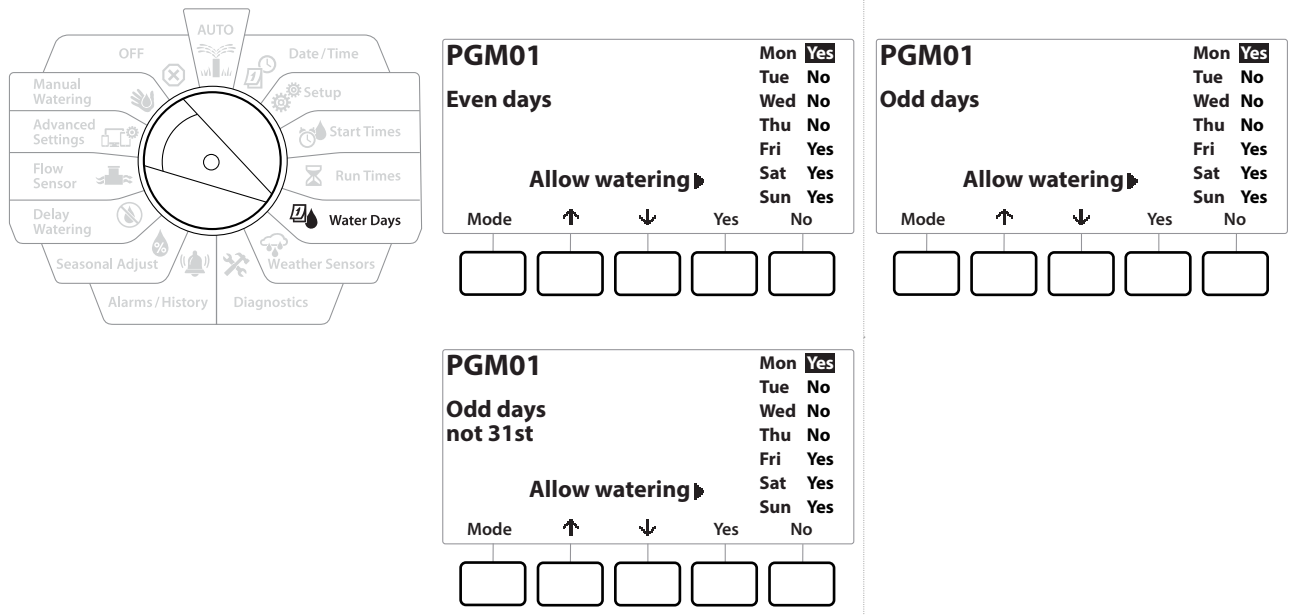 AUTO
OFF
Date/Time
Manual
Watering
Setup
Advanced
Settings
Start Times
Flow
Sensor
Run Times
Delay
Watering
Water Days
Seasonal Adjust
Weather Sensors
Alarms/History
Diagnostics
PGM01
Even days
Allow watering
Mon Yes
Tue No
Wed No
Thu No
Fri Yes
Sat Yes
Sun Yes
Mode Yes No
PGM01
Odd days
Allow watering
Mon Yes
Tue No
Wed No
Thu No
Fri Yes
Sat Yes
Sun Yes
Mode Yes No
PGM01
Odd days
not 31st
Allow watering
Mon Yes
Tue No
Wed No
Thu No
Fri Yes
Sat Yes
Sun Yes
Mode Yes No